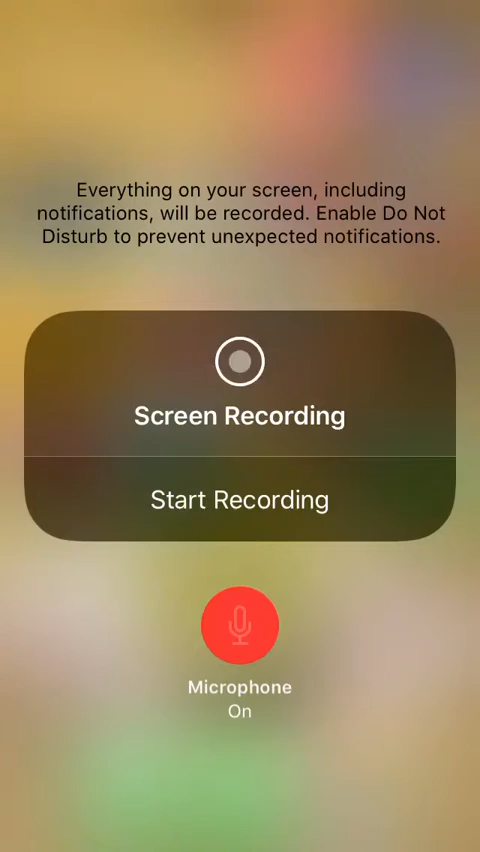 Everything on your screen, including
notifications, will be recorded. Enable Do Not
Disturb to prevent unexpected notifications.
Screen Recording
Start Recording
Microphone
On